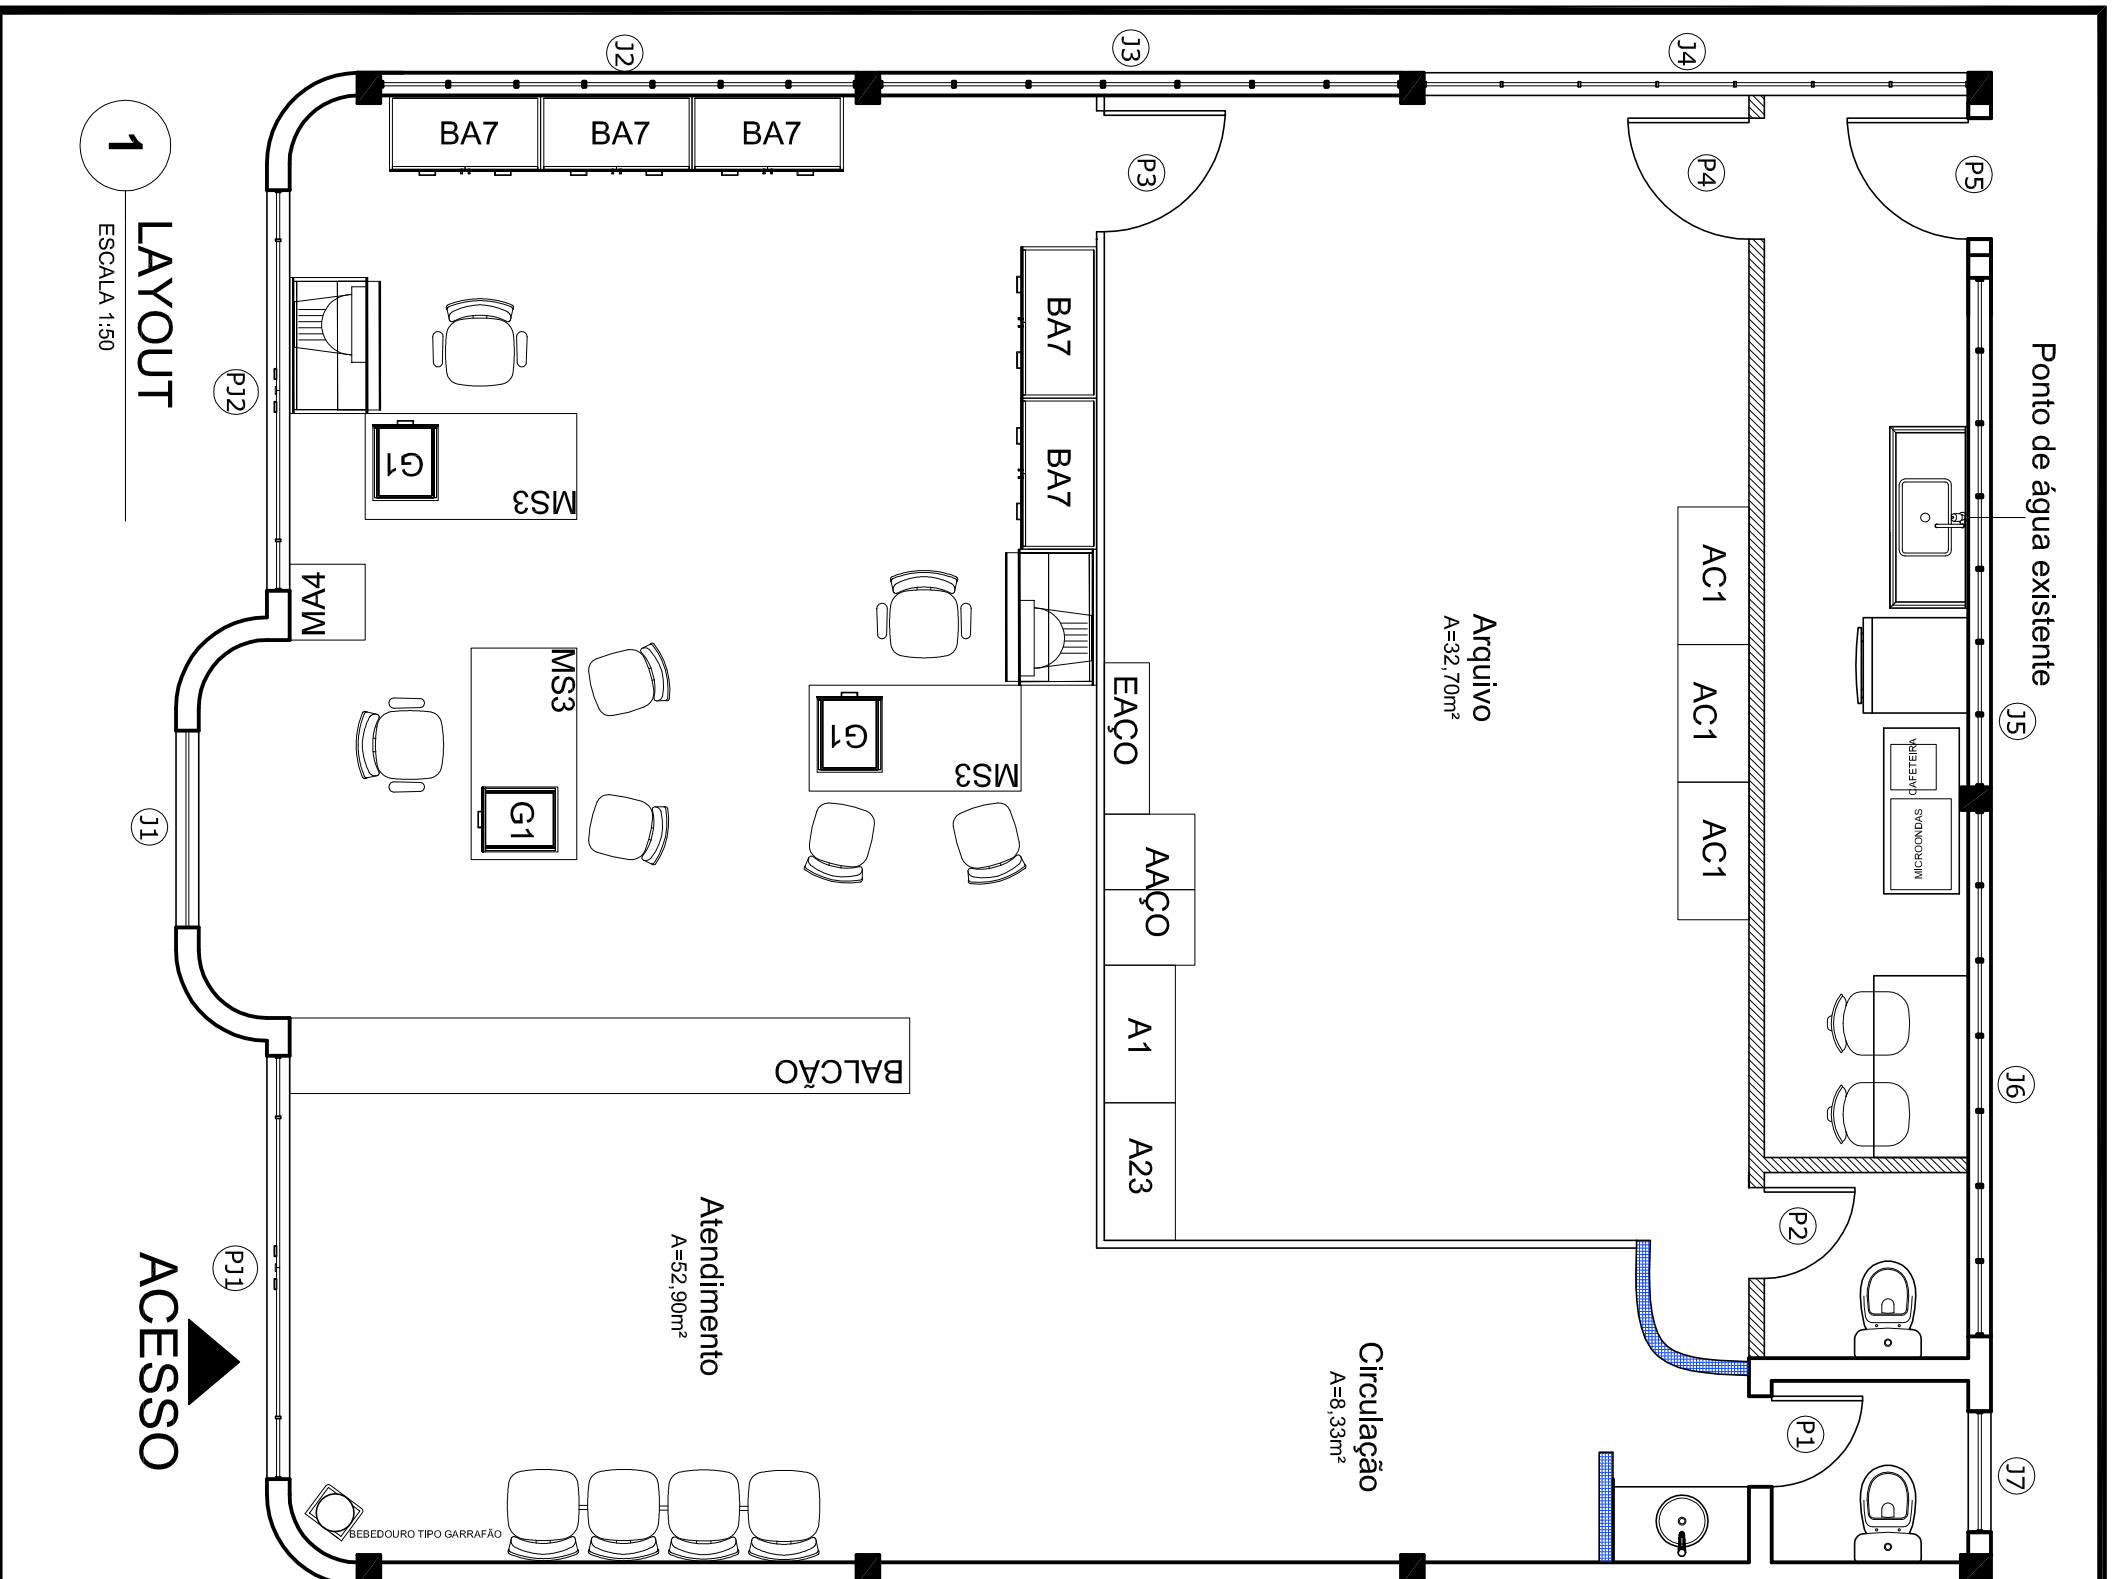 J2
J3
J4
1
LAYOUT
ESCALA 1:50
BA7
BA7
BA7
P3
P4
P5
Ponto de água existente
BA7
BA7
PJ2
G1
MS3
MA4
MS3
G1
G1
MS3
EAÇO
AAÇO
A1
A23
Arquivo
A=32,70m²
AC1
AC1
AC1
CAFETEIRA
MICROONDAS
J5
J6
J1
BALCÃO
P2
Atendimento
A=52,90m²
PJ1
ACESSO
Circulação
A=8,33m²
P1
J7
BEBEDOURO TIPO GARRAFÃO